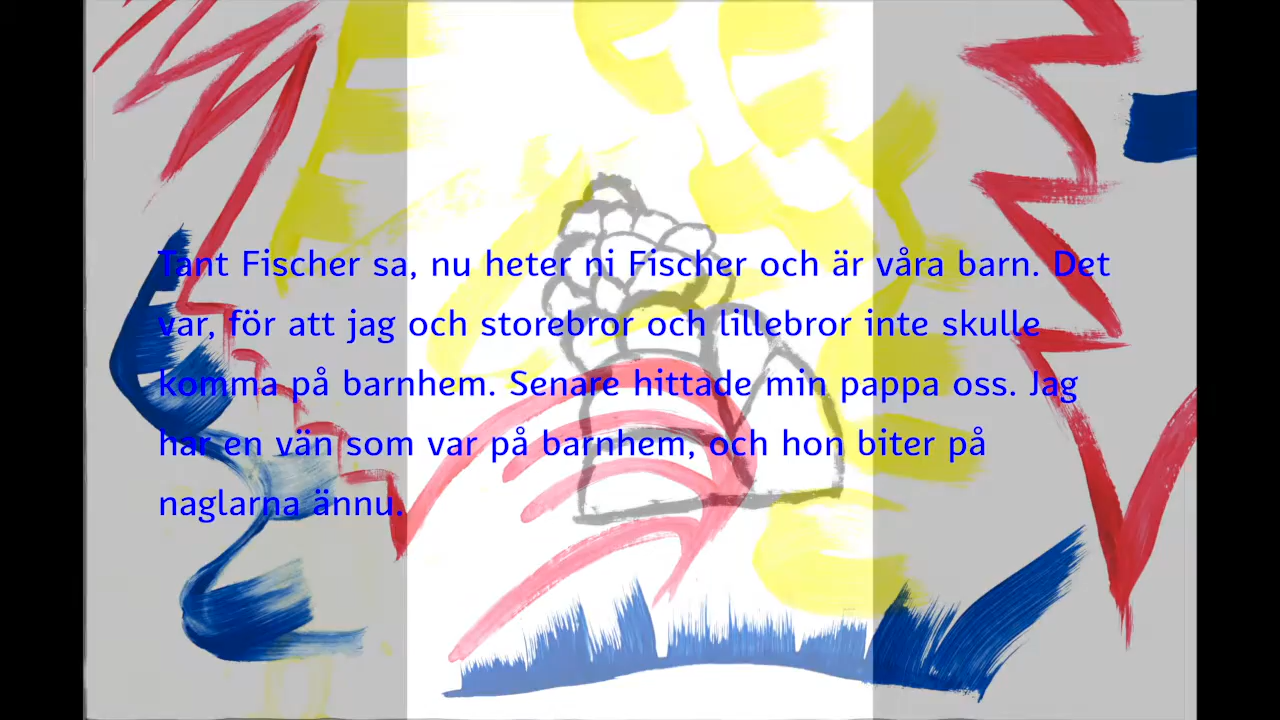 Tant Fischer sa, nu heter ni Fischer och är våra barn. Det
var, för att jag och storebror och lillebror inte skulle
komma på barnhem. Senare hittade min pappa oss. Jag
har en vän som var på barnhem, och hon biter på
naglarna ännu.